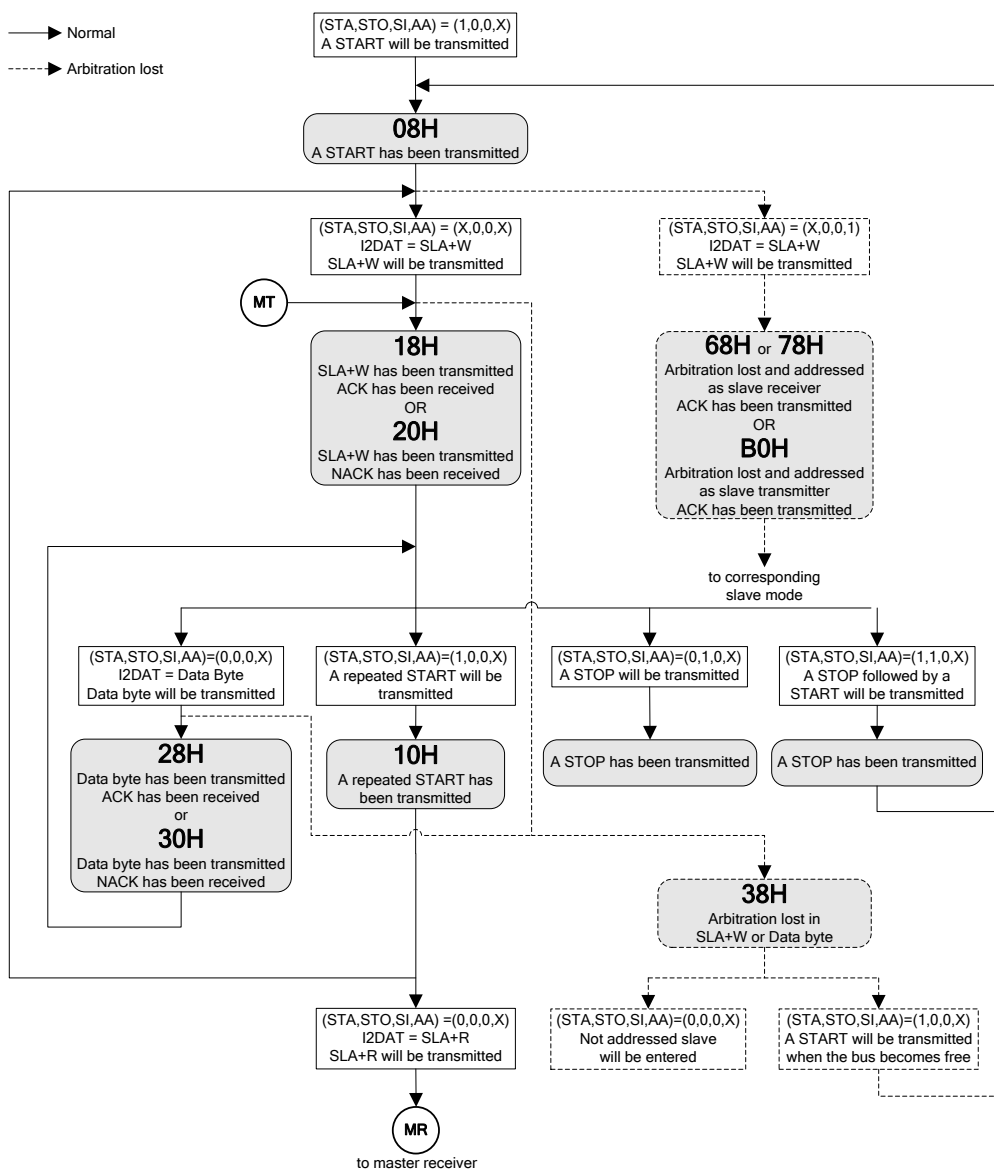 (STA,STO,SI,AA) = (1,0,0,X)
A START will be transmitted
Normal
Arbitration lost
08H
A START has been transmitted
(STA,STO,SI,AA) = (X,0,0,X)
I2DAT = SLA+W
SLA+W will be transmitted
(STA,STO,SI,AA) = (X,0,0,1)
I2DAT = SLA+W
SLA+W will be transmitted
MT
18H
SLA+W has been transmitted
ACK has been received
OR
20H
SLA+W has been transmitted
NACK has been received
68H or 78H
Arbitration lost and addressed
as slave receiver
ACK has been transmitted
OR
B0H
Arbitration lost and addressed
as slave transmitter
ACK has been transmitted
to corresponding
slave mode
(STA,STO,SI,AA)=(0,0,0,X)
I2DAT = Data Byte
Data byte will be transmitted
(STA,STO,SI,AA)=(1,0,0,X)
A repeated START will be
transmitted
(STA,STO,SI,AA)=(0,1,0,X)
A STOP will be transmitted
(STA,STO,SI,AA)=(1,1,0,X)
A STOP followed by a
START will be transmitted
28H
Data byte has been transmitted
ACK has been received
or
30H
Data byte has been transmitted
NACK has been received
10H
A repeated START has
been transmitted
A STOP has been transmitted
A STOP has been transmitted
38H
Arbitration lost in
SLA+W or Data byte
(STA,STO,SI,AA) =(0,0,0,X)
I2DAT = SLA+R
SLA+R will be transmitted
(STA,STO,SI,AA)=(0,0,0,X)
Not addressed slave
will be entered
(STA,STO,SI,AA)=(1,0,0,X)
A START will be transmitted
when the bus becomes free
MR
to master receiver